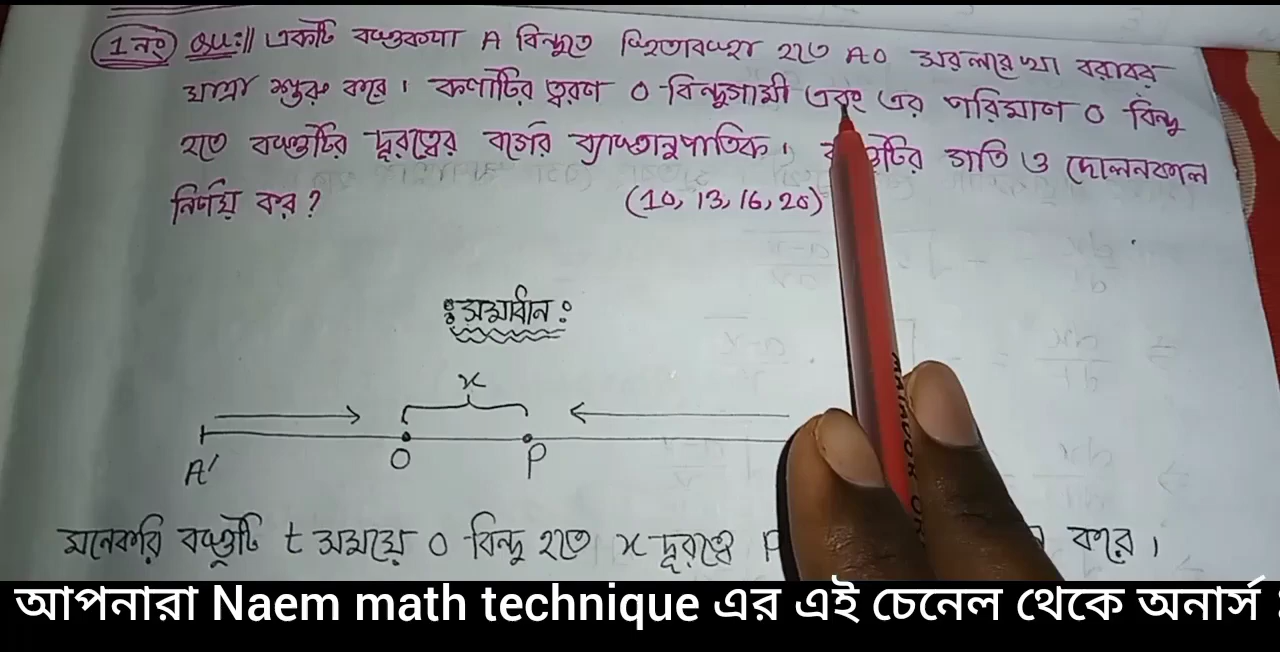 1 নং Qu:|| একটি বস্তুকণা A বিন্দুতে স্থিতাবস্থা হতে AO সরলরেখা বরাবর
যাত্রা শুরু করে। কণাটির ত্বরণ O বিন্দুগামী এবং এর পরিমাণ O বিন্দু
হতে বস্তুটির দূরত্বের বর্গের ব্যাস্তানুপাতিক। গতি ও দোলনকাল
নির্ণয় কর?
(10, 13, 16, 20)
সমাধান:
x
A' O P
মনেকরি বস্তুটি t সময়ে O বিন্দু হতে x দূরত্বে P করে।
আপনারা Naem math technique এর এই চেনেল থেকে অনার্স